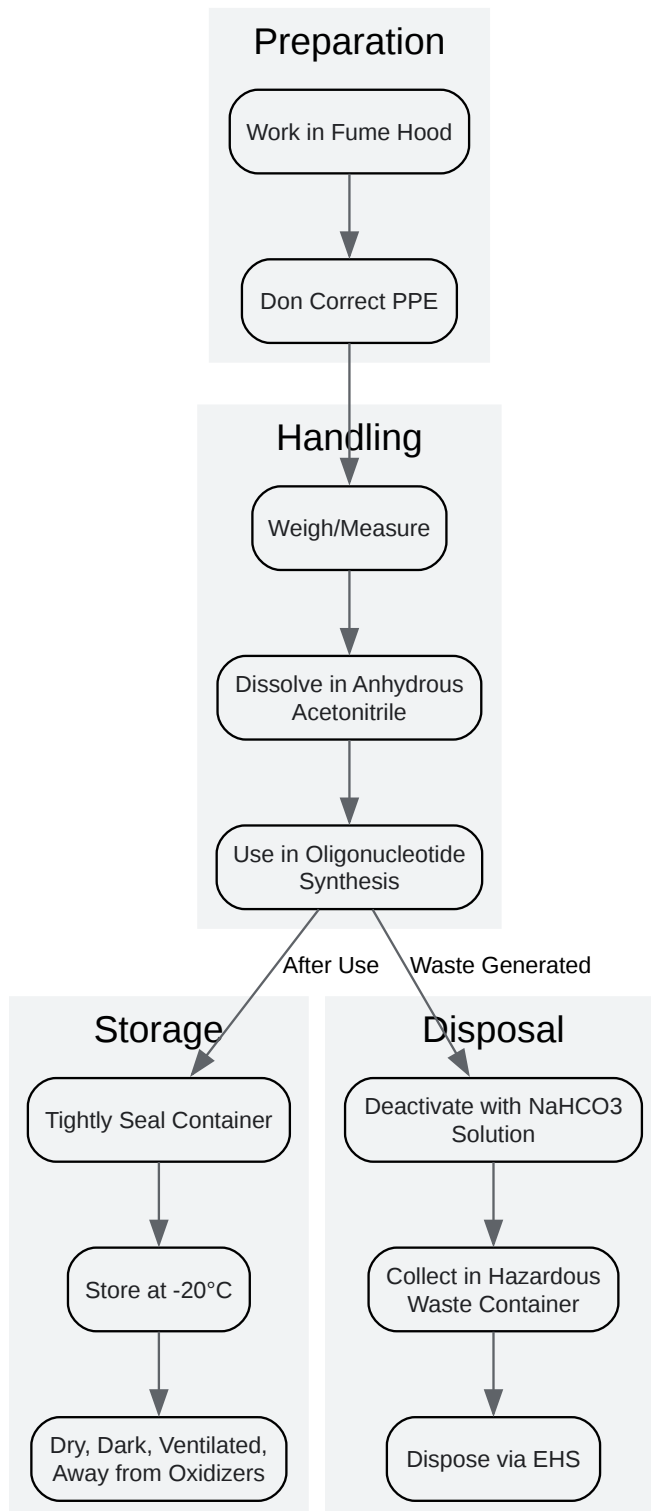 Preparation
Work in Fume Hood
Don Correct PPE
Handling
Weigh/Measure
Dissolve in Anhydrous
Acetonitrile
Use in Oligonucleotide
Synthesis
After Use
Waste Generated
Storage
Tightly Seal Container
Store at -20°C
Dry, Dark, Ventilated,
Away from Oxidizers
Disposal
Deactivate with NaHCO3
Solution
Collect in Hazardous
Waste Container
Dispose via EHS